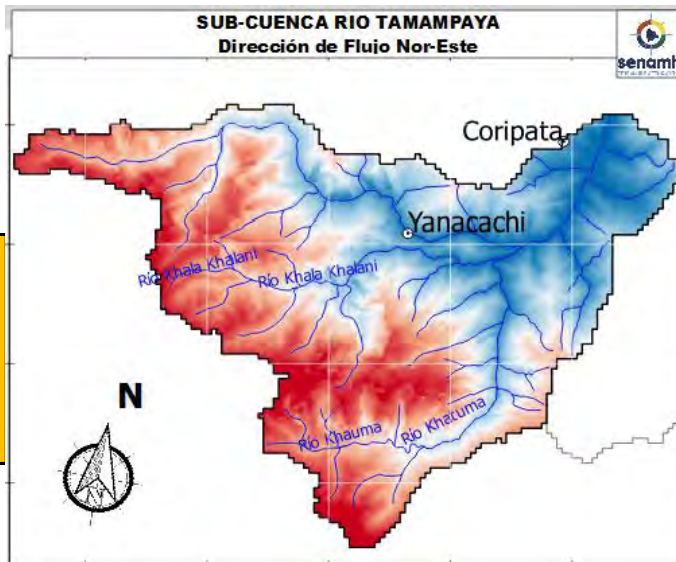 SUB-CUENCA RIO TAMAMPAYA
Dirección de Flujo Nor-Este
senamhi
Coripata
Yanacachi
Río Khala Khalani
Río Khala Khalani
N
Río Khauma
Río Khatuma